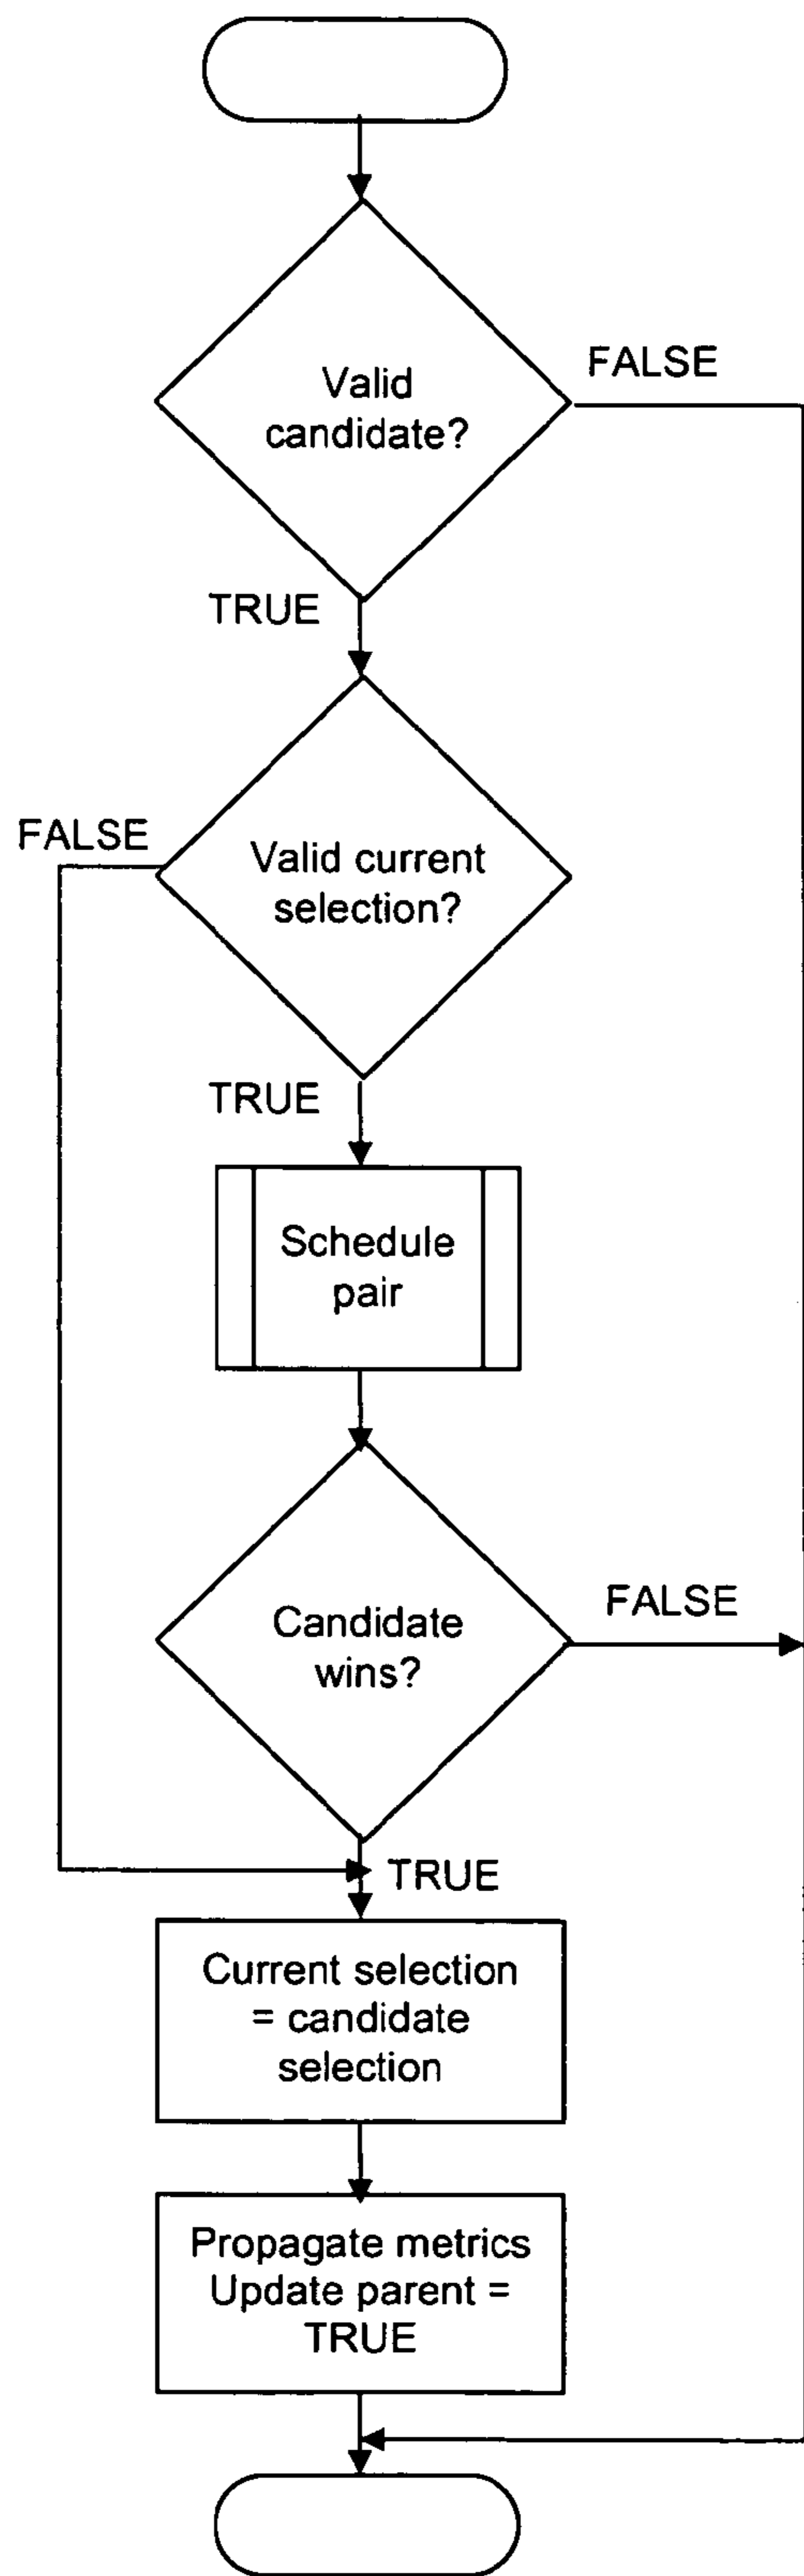 FALSE
Valid
candidate?
TRUE
FALSE
Valid current
selection?
TRUE
Schedule
pair
FALSE
Candidate
wins?
TRUE
Current selection
= candidate
selection
Propagate metrics
Update parent =
TRUE